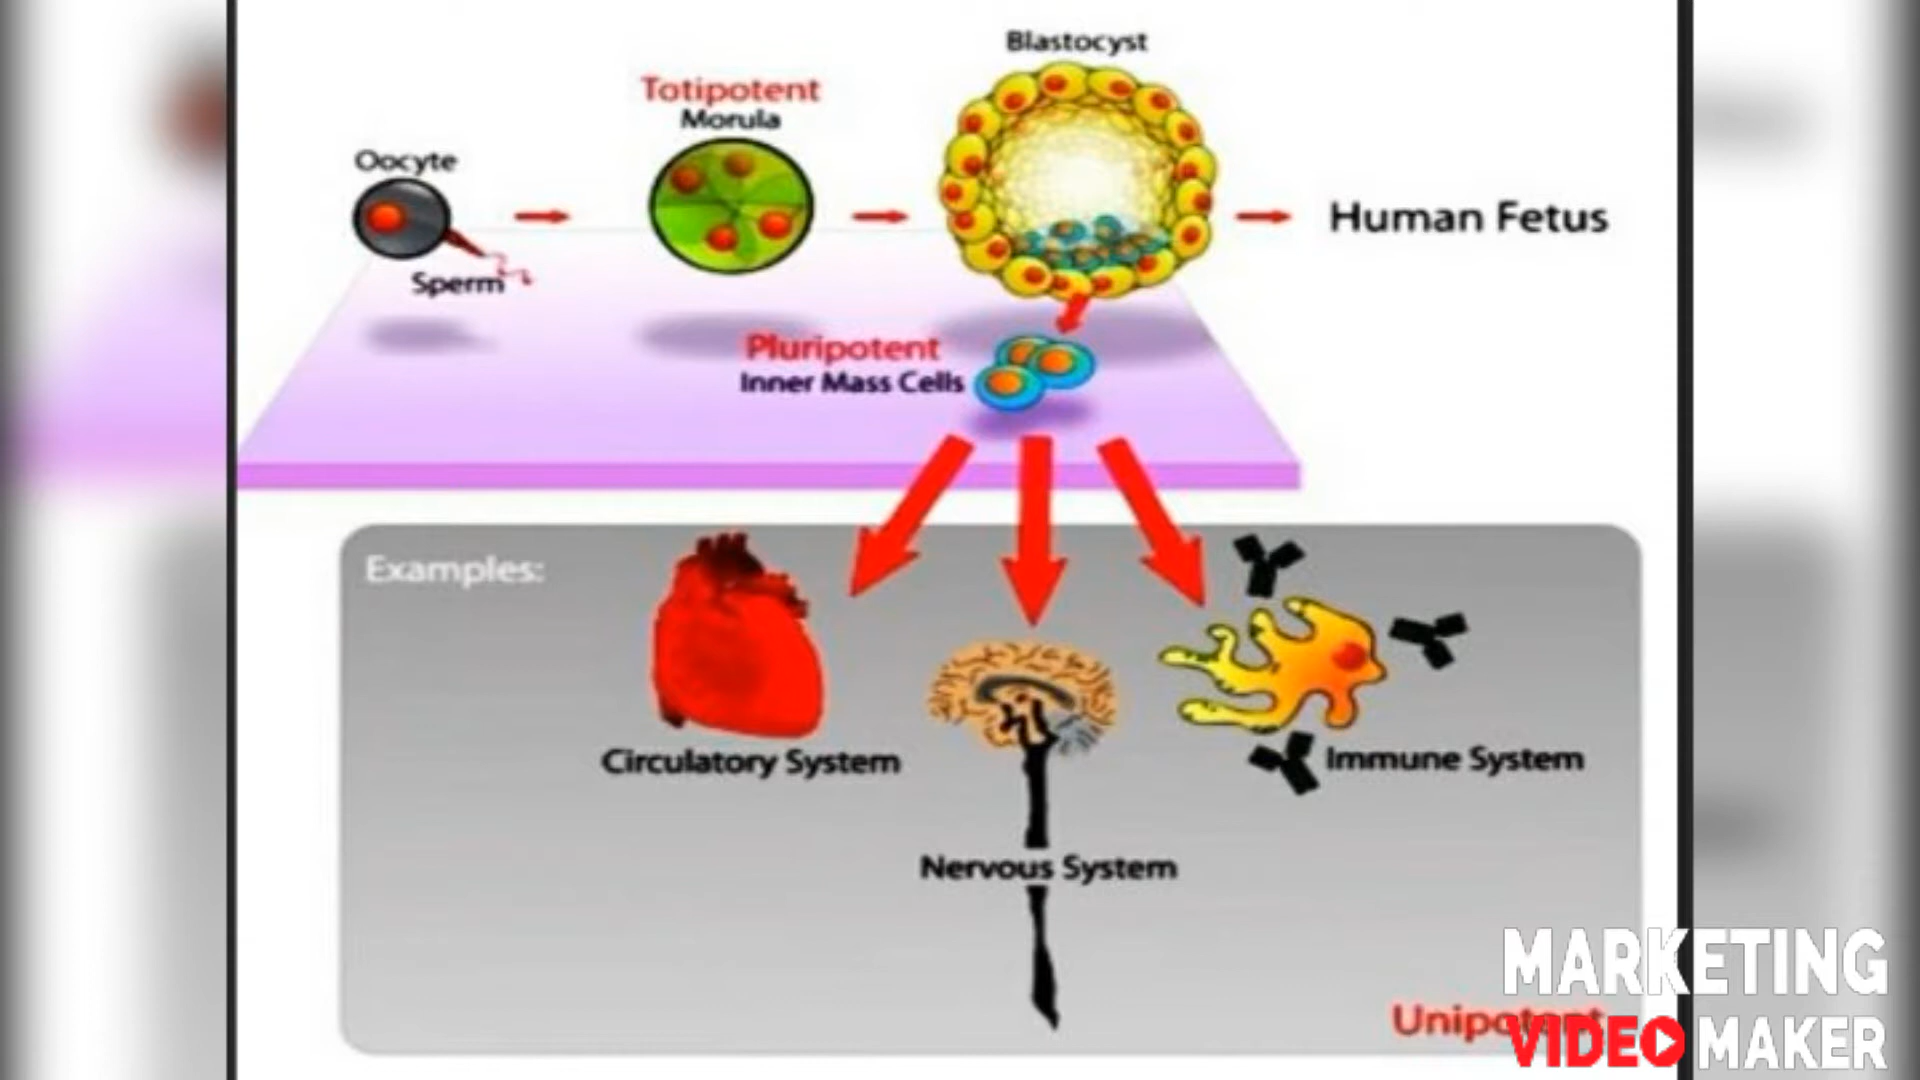 Blastocyst
Totipotent
Morula
Oocyte
Sperm
Human Fetus
Pluripotent
Inner Mass Cells
Examples:
Circulatory System
Immune System
Nervous System
Unipotent
MARKETING
VIDEO MAKER